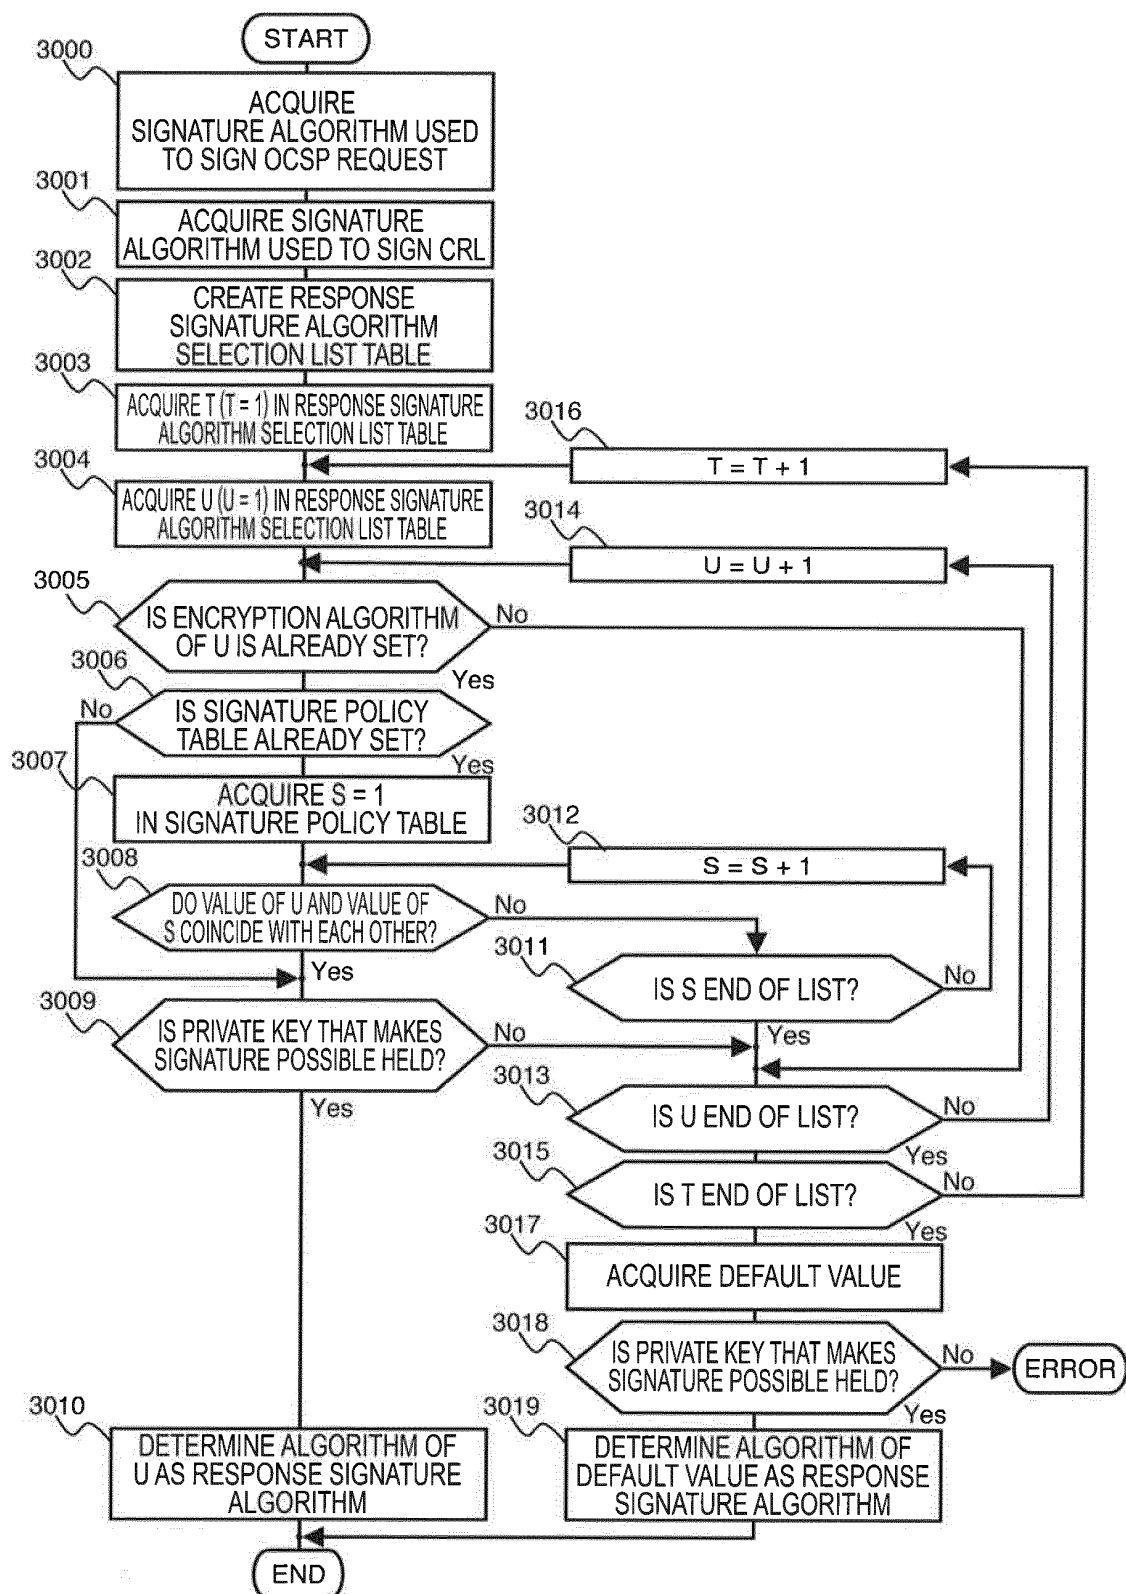 START
3000
ACQUIRE
SIGNATURE ALGORITHM USED
TO SIGN OCSP REQUEST
3001
ACQUIRE SIGNATURE
ALGORITHM USED TO SIGN CRL
3002
CREATE RESPONSE
SIGNATURE ALGORITHM
SELECTION LIST TABLE
3003
ACQUIRE T (T = 1) IN RESPONSE SIGNATURE
ALGORITHM SELECTION LIST TABLE
3016
T = T + 1
3004
ACQUIRE U (U = 1) IN RESPONSE SIGNATURE
ALGORITHM SELECTION LIST TABLE
3014
U = U + 1
3005
IS ENCRYPTION ALGORITHM
OF U IS ALREADY SET?
No
Yes
3006
No
IS SIGNATURE POLICY
TABLE ALREADY SET?
Yes
3007
ACQUIRE S = 1
IN SIGNATURE POLICY TABLE
3012
S = S + 1
3008
DO VALUE OF U AND VALUE OF
S COINCIDE WITH EACH OTHER?
No
Yes
3011
IS S END OF LIST?
No
Yes
3009
IS PRIVATE KEY THAT MAKES
SIGNATURE POSSIBLE HELD?
No
Yes
3013
IS U END OF LIST?
No
Yes
3015
IS T END OF LIST?
No
Yes
3017
ACQUIRE DEFAULT VALUE
3018
IS PRIVATE KEY THAT MAKES
SIGNATURE POSSIBLE HELD?
No
ERROR
Yes
3010
DETERMINE ALGORITHM OF
U AS RESPONSE SIGNATURE
ALGORITHM
3019
DETERMINE ALGORITHM OF
DEFAULT VALUE AS RESPONSE
SIGNATURE ALGORITHM
END